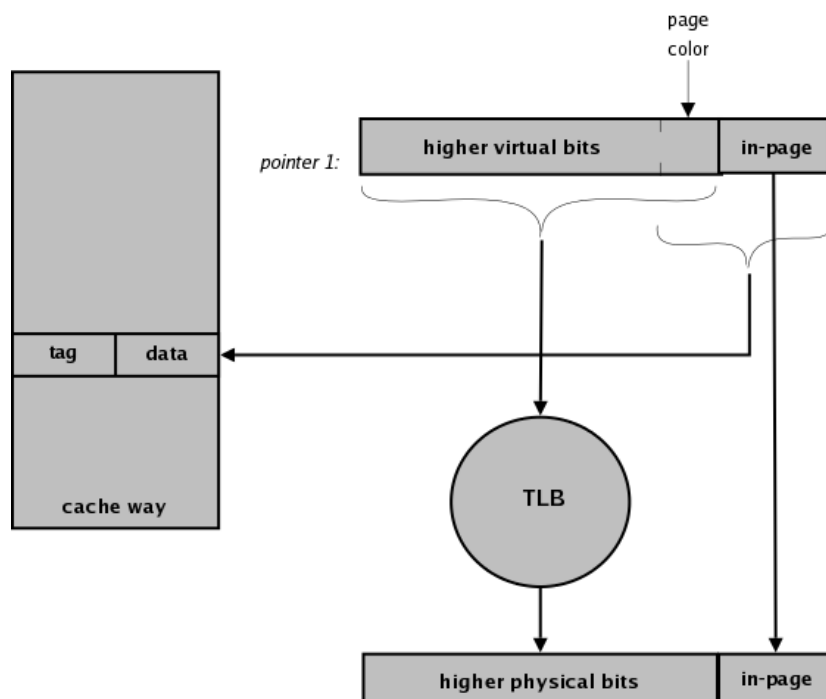 page
color
higher virtual bits
in-page
pointer 1:
tag
data
TLB
cache way
higher physical bits
in-page